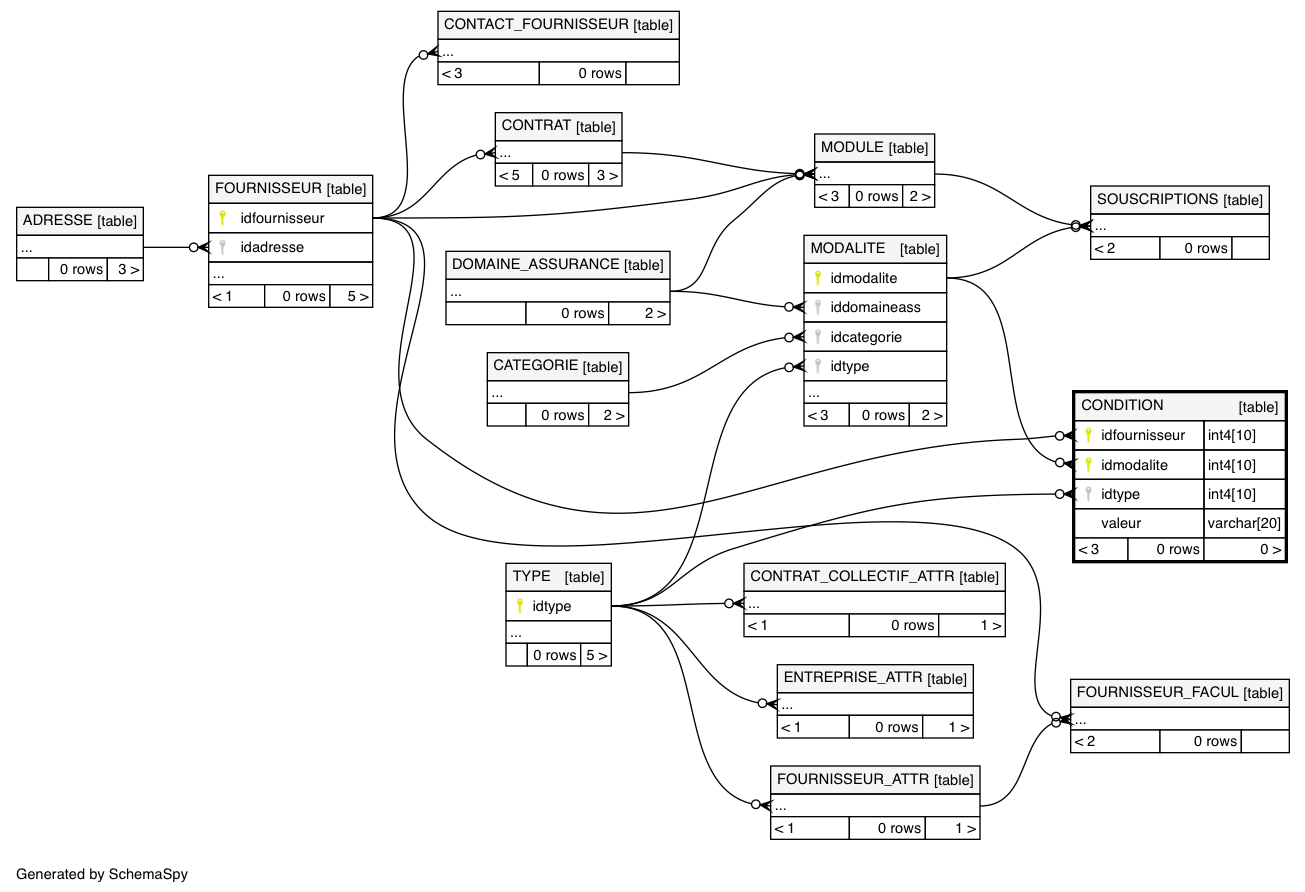 CONTACT_FOURNISSEUR [table]
...
< 3 0 rows
CONTRAT [table]
...
< 5 0 rows 3 >
MODULE [table]
...
< 3 0 rows 2 >
FOURNISSEUR [table]
idfournisseur
idadresse
...
< 1 0 rows 5 >
ADRESSE [table]
...
0 rows 3 >
SOUSCRIPTIONS [table]
...
< 2 0 rows
DOMAINE_ASSURANCE [table]
...
0 rows 2 >
MODALITE [table]
idmodalite
iddomaineass
idcategorie
idtype
...
< 3 0 rows 2 >
CATEGORIE [table]
...
0 rows 2 >
CONDITION [table]
idfournisseur int4[10]
idmodalite int4[10]
idtype int4[10]
valeur varchar[20]
< 3 0 rows 0 >
TYPE [table]
idtype
...
0 rows 5 >
CONTRAT_COLLECTIF_ATTR [table]
...
< 1 0 rows 1 >
ENTREPRISE_ATTR [table]
...
< 1 0 rows 1 >
FOURNISSEUR_FACUL [table]
...
< 2 0 rows
FOURNISSEUR_ATTR [table]
...
< 1 0 rows 1 >
Generated by SchemaSpy